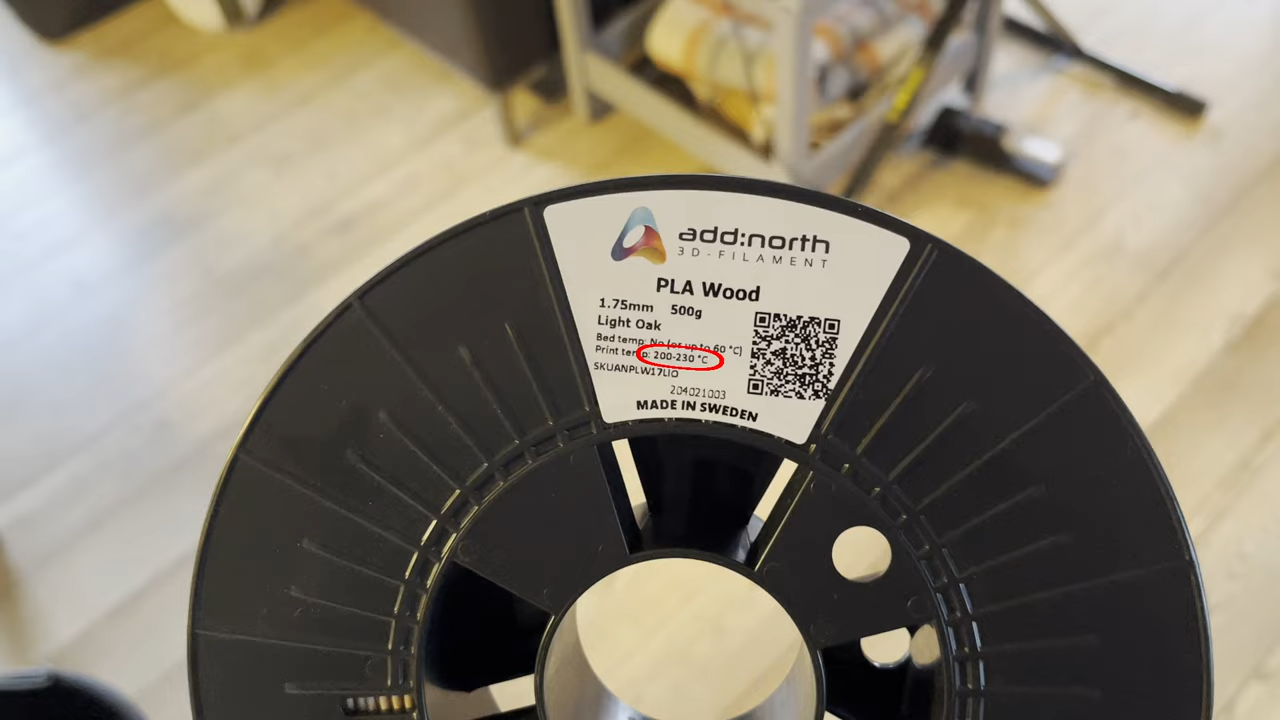 add:north
3D-FILAMENT
PLA Wood
1.75mm 500g
Light Oak
Bed temp: No (or up to 60 °C)
Print temp: 200-230 °C
SKUANPLW17LIO
204021003
MADE IN SWEDEN